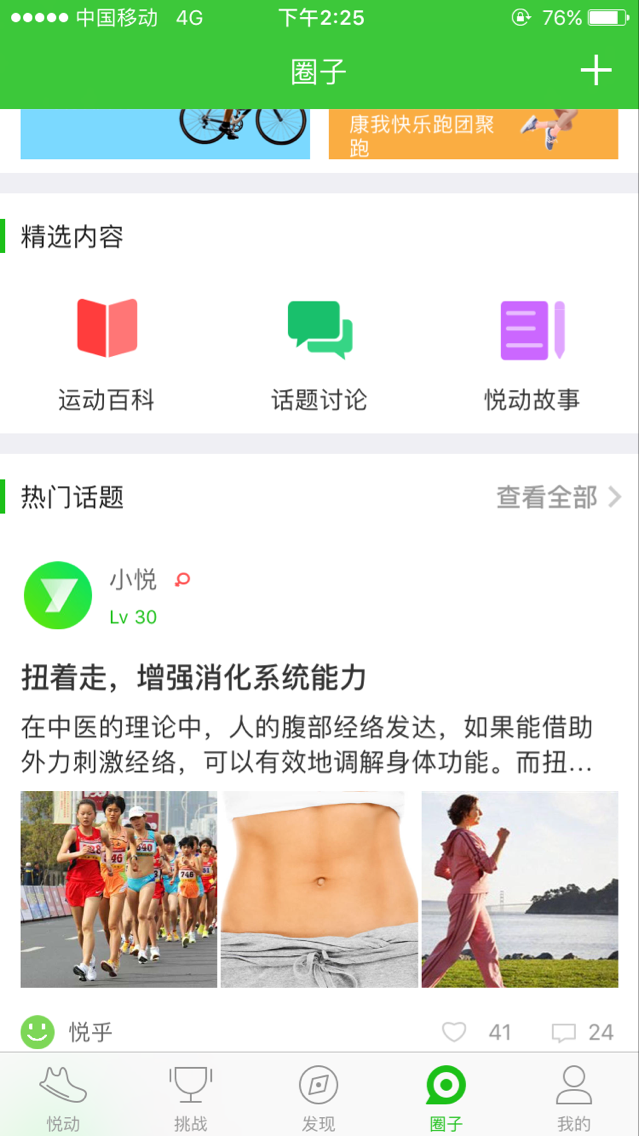 中国移动 4G 下午2:25 76%
圈子
康我快乐跑团聚
跑
精选内容
运动百科 话题讨论 悦动故事
热门话题 查看全部
小悦
Lv 30
扭着走，增强消化系统能力
在中医的理论中，人的腹部经络发达，如果能借助
外力刺激经络，可以有效地调解身体功能。而扭...
46 540 746
悦乎 41 24
悦动 挑战 发现 圈子 我的